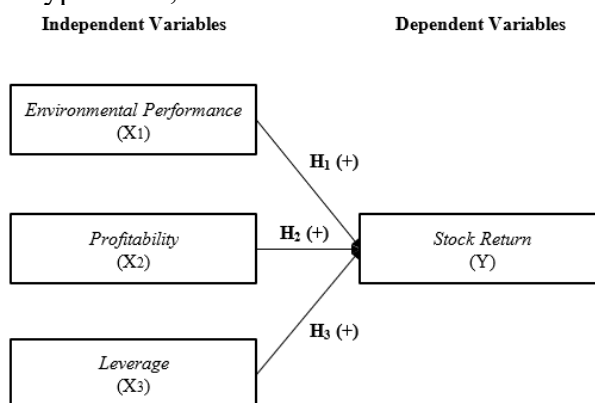 Independent Variables
Dependent Variables
Environmental Performance
(X1)
H1 (+)
Profitability
(X2)
H2 (+)
Stock Return
(Y)
H3 (+)
Leverage
(X3)